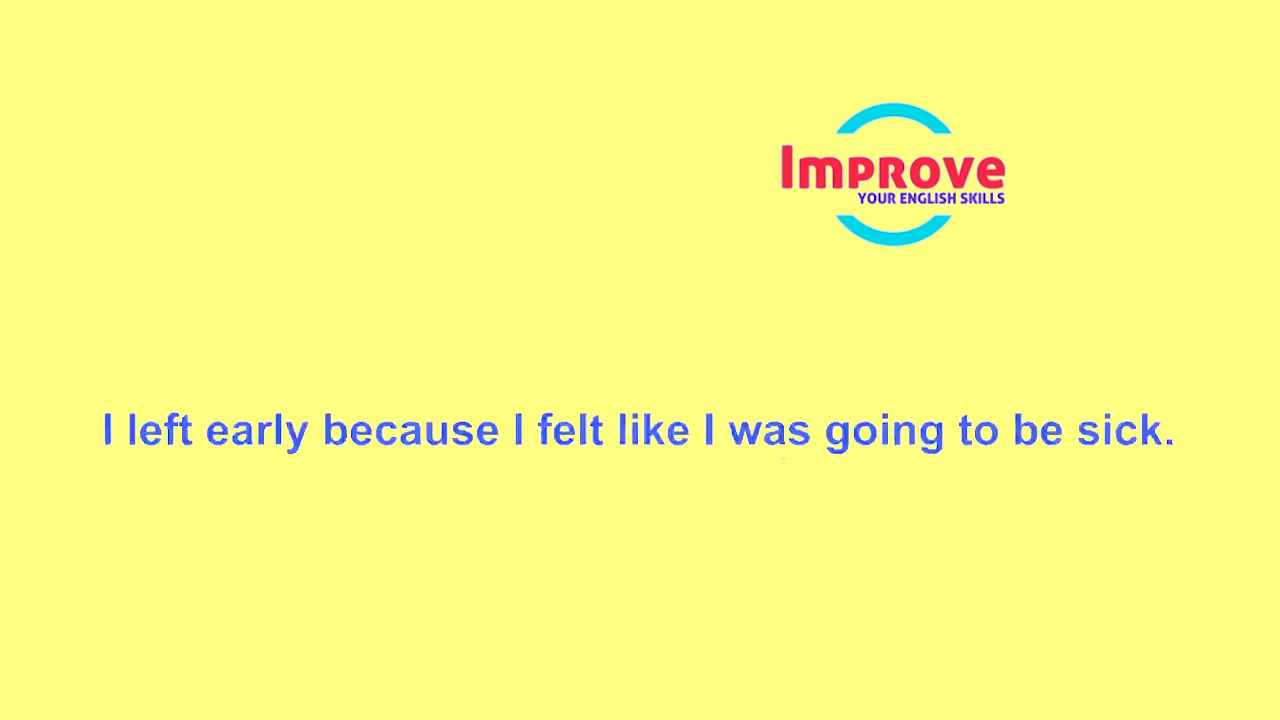 Improve
YOUR ENGLISH SKILLS
I left early because I felt like I was going to be sick.